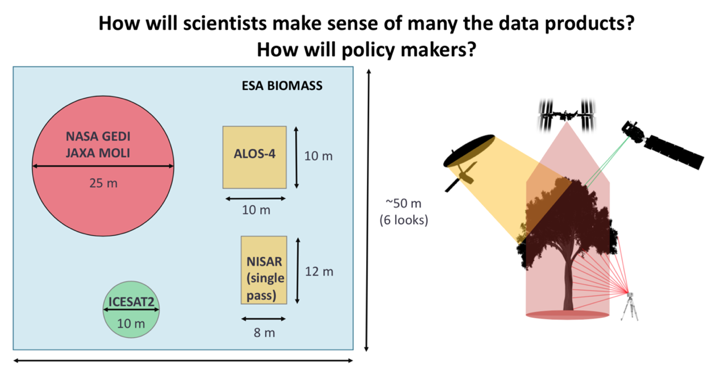 How will scientists make sense of many the data products?
How will policy makers?
ESA BIOMASS
NASA GEDI
JAXA MOLI
25 m
ALOS-4
10 m
10 m
~50 m
(6 looks)
NISAR
(single
pass)
12 m
8 m
ICESAT2
10 m